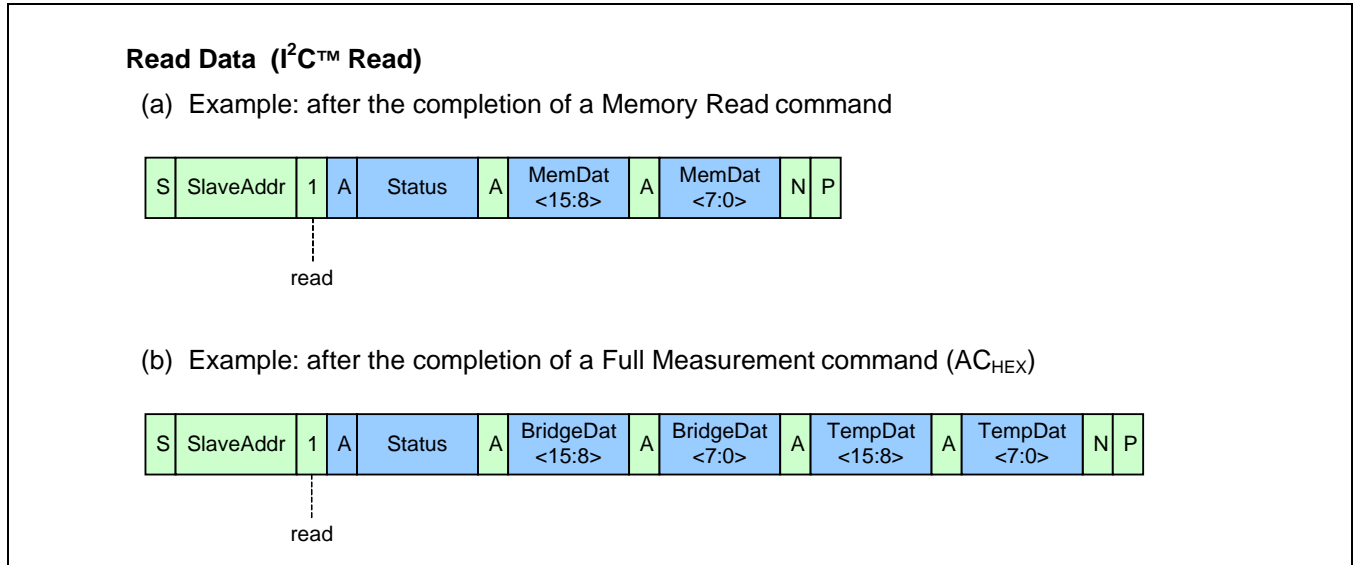 Read Data (I²C™ Read)
(a) Example: after the completion of a Memory Read command
S SlaveAddr 1 A Status A MemDat <15:8> A MemDat <7:0> N P
read
(b) Example: after the completion of a Full Measurement command (AC_HEX)
S SlaveAddr 1 A Status A BridgeDat <15:8> A BridgeDat <7:0> A TempDat <15:8> A TempDat <7:0> N P
read